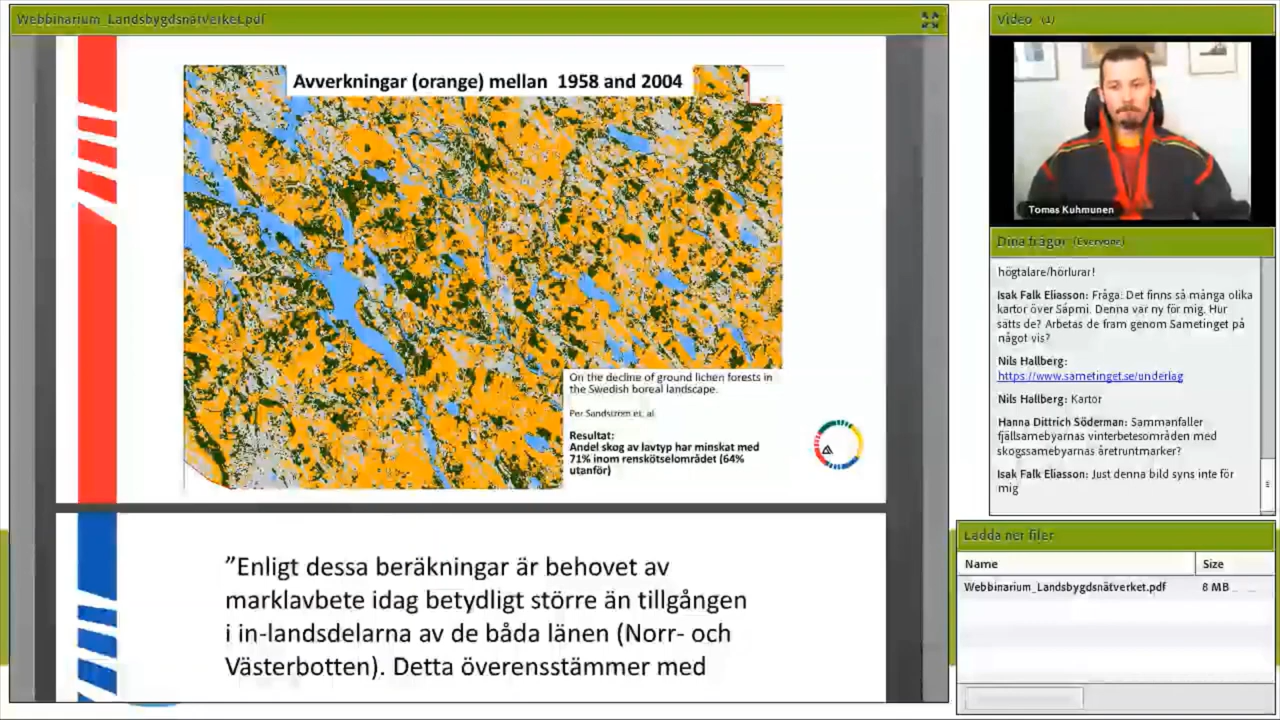 Webbinarium_Landsbygdsnätverket.pdf
Avverkningar (orange) mellan 1958 and 2004
On the decline of ground lichen forests in
the Swedish boreal landscape.
Per Sandström et. al.
Resultat:
Andel skog av lavtyp har minskat med
71% inom renskötselområdet (64%
utanför)
”Enligt dessa beräkningar är behovet av
marklavbete idag betydligt större än tillgången
i in-landsdelarna av de båda länen (Norr- och
Västerbotten). Detta överensstämmer med
Video (1)
Tomas Kuhmunen
Dina frågor (Everyone)
högtalare/hörlurar!
Isak Falk Eliasson: Fråga: Det finns så många olika
kartor över Sápmi. Denna var ny för mig. Hur
sätts de? Arbetas de fram genom Sametinget på
något vis?
Nils Hallberg:
https://www.sametinget.se/underlag
Nils Hallberg: Kartor
Hanna Dittrich Söderman: Sammanfaller
fjällsamebyarnas vinterbetesområden med
skogssamebyarnas åretruntmarker?
Isak Falk Eliasson: Just denna bild syns inte för
mig
Ladda ner filer
Name Size
Webbinarium_Landsbygdsnätverket.pdf 8 MB